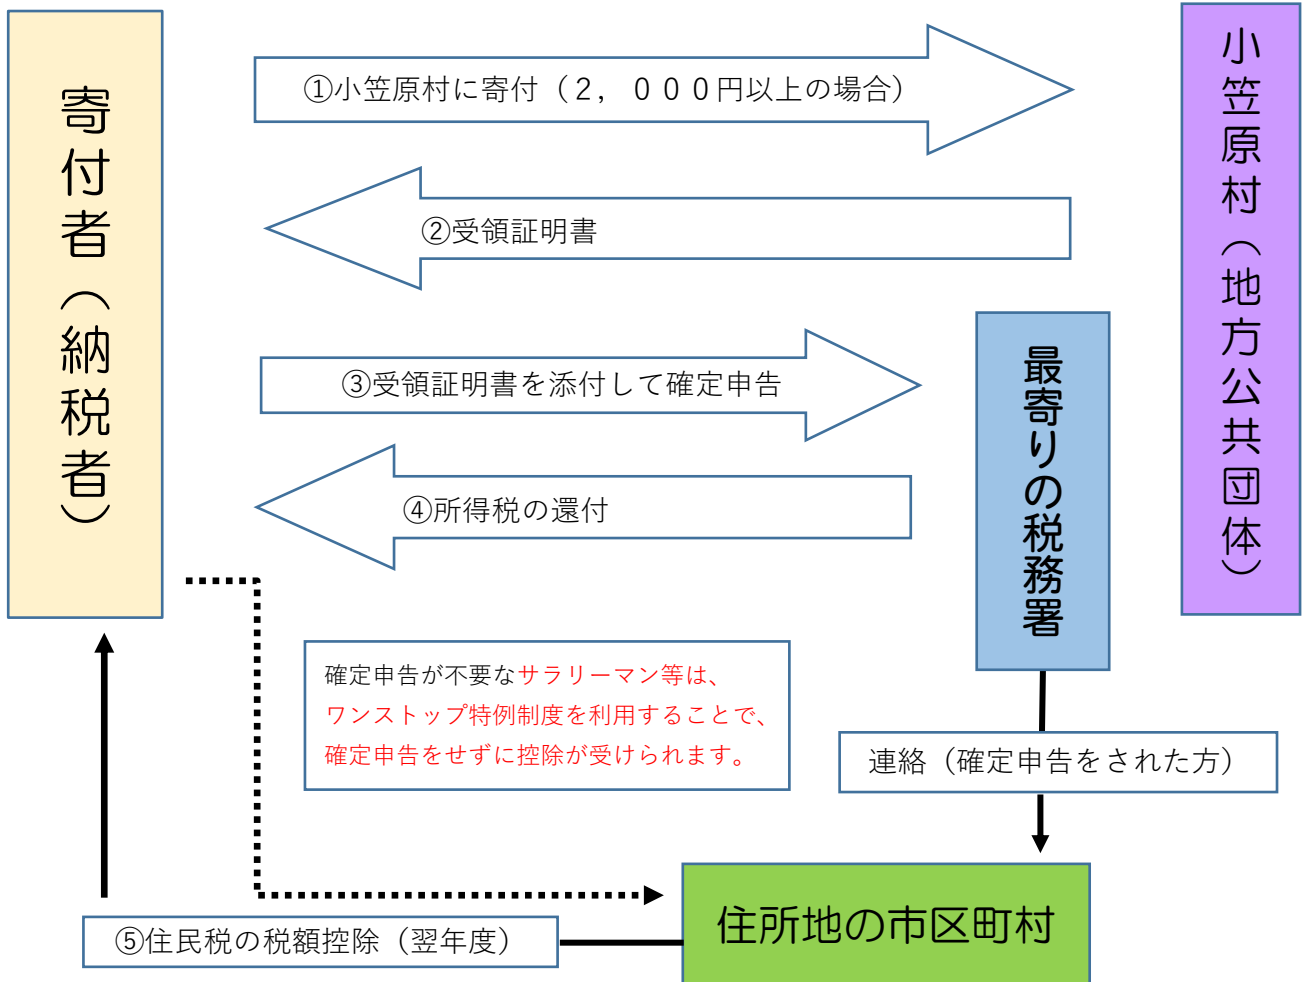 寄付者（納税者）
①小笠原村に寄付（２，０００円以上の場合）
小笠原村（地方公共団体）
②受領証明書
③受領証明書を添付して確定申告
最寄りの税務署
④所得税の還付
確定申告が不要なサラリーマン等は、
ワンストップ特例制度を利用することで、
確定申告をせずに控除が受けられます。
連絡（確定申告をされた方）
住所地の市区町村
⑤住民税の税額控除（翌年度）